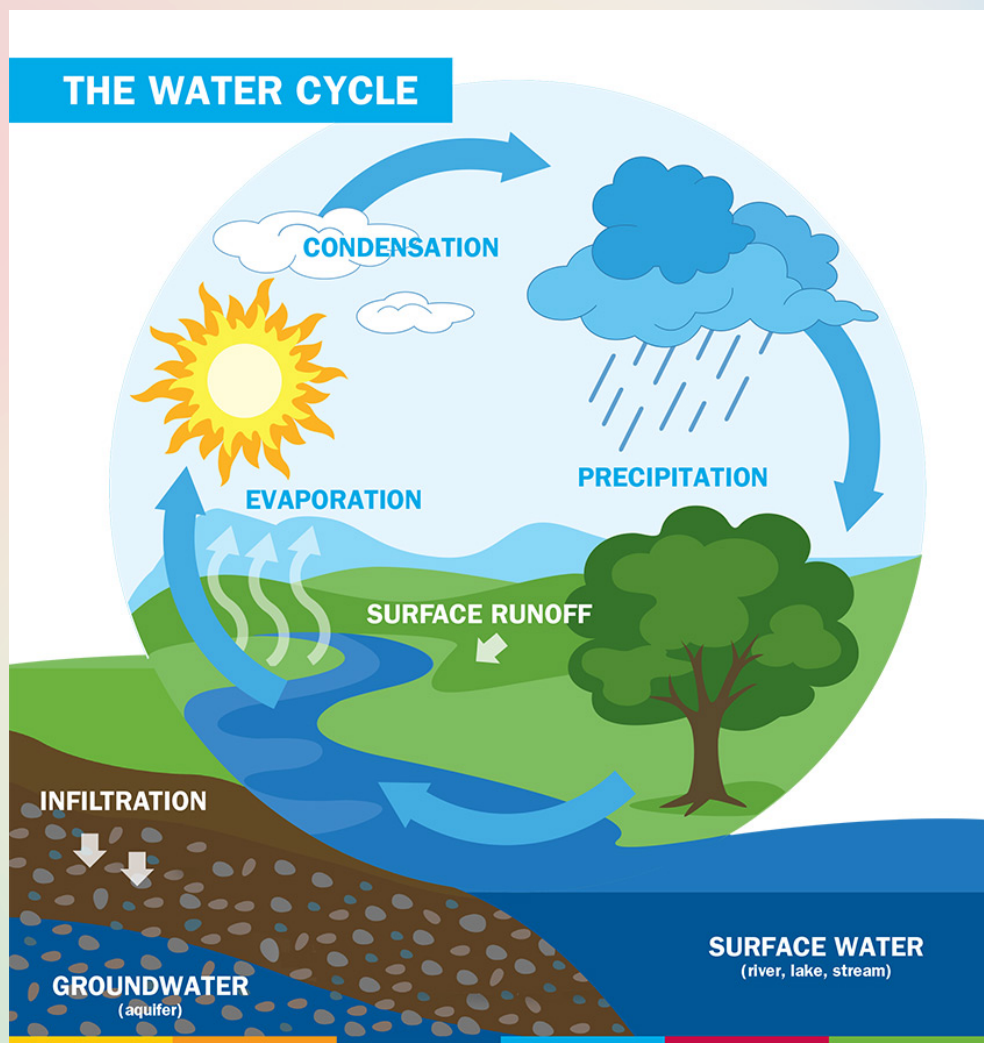 THE WATER CYCLE
CONDENSATION
EVAPORATION
PRECIPITATION
SURFACE RUNOFF
INFILTRATION
SURFACE WATER
(river, lake, stream)
GROUNDWATER
(aquifer)